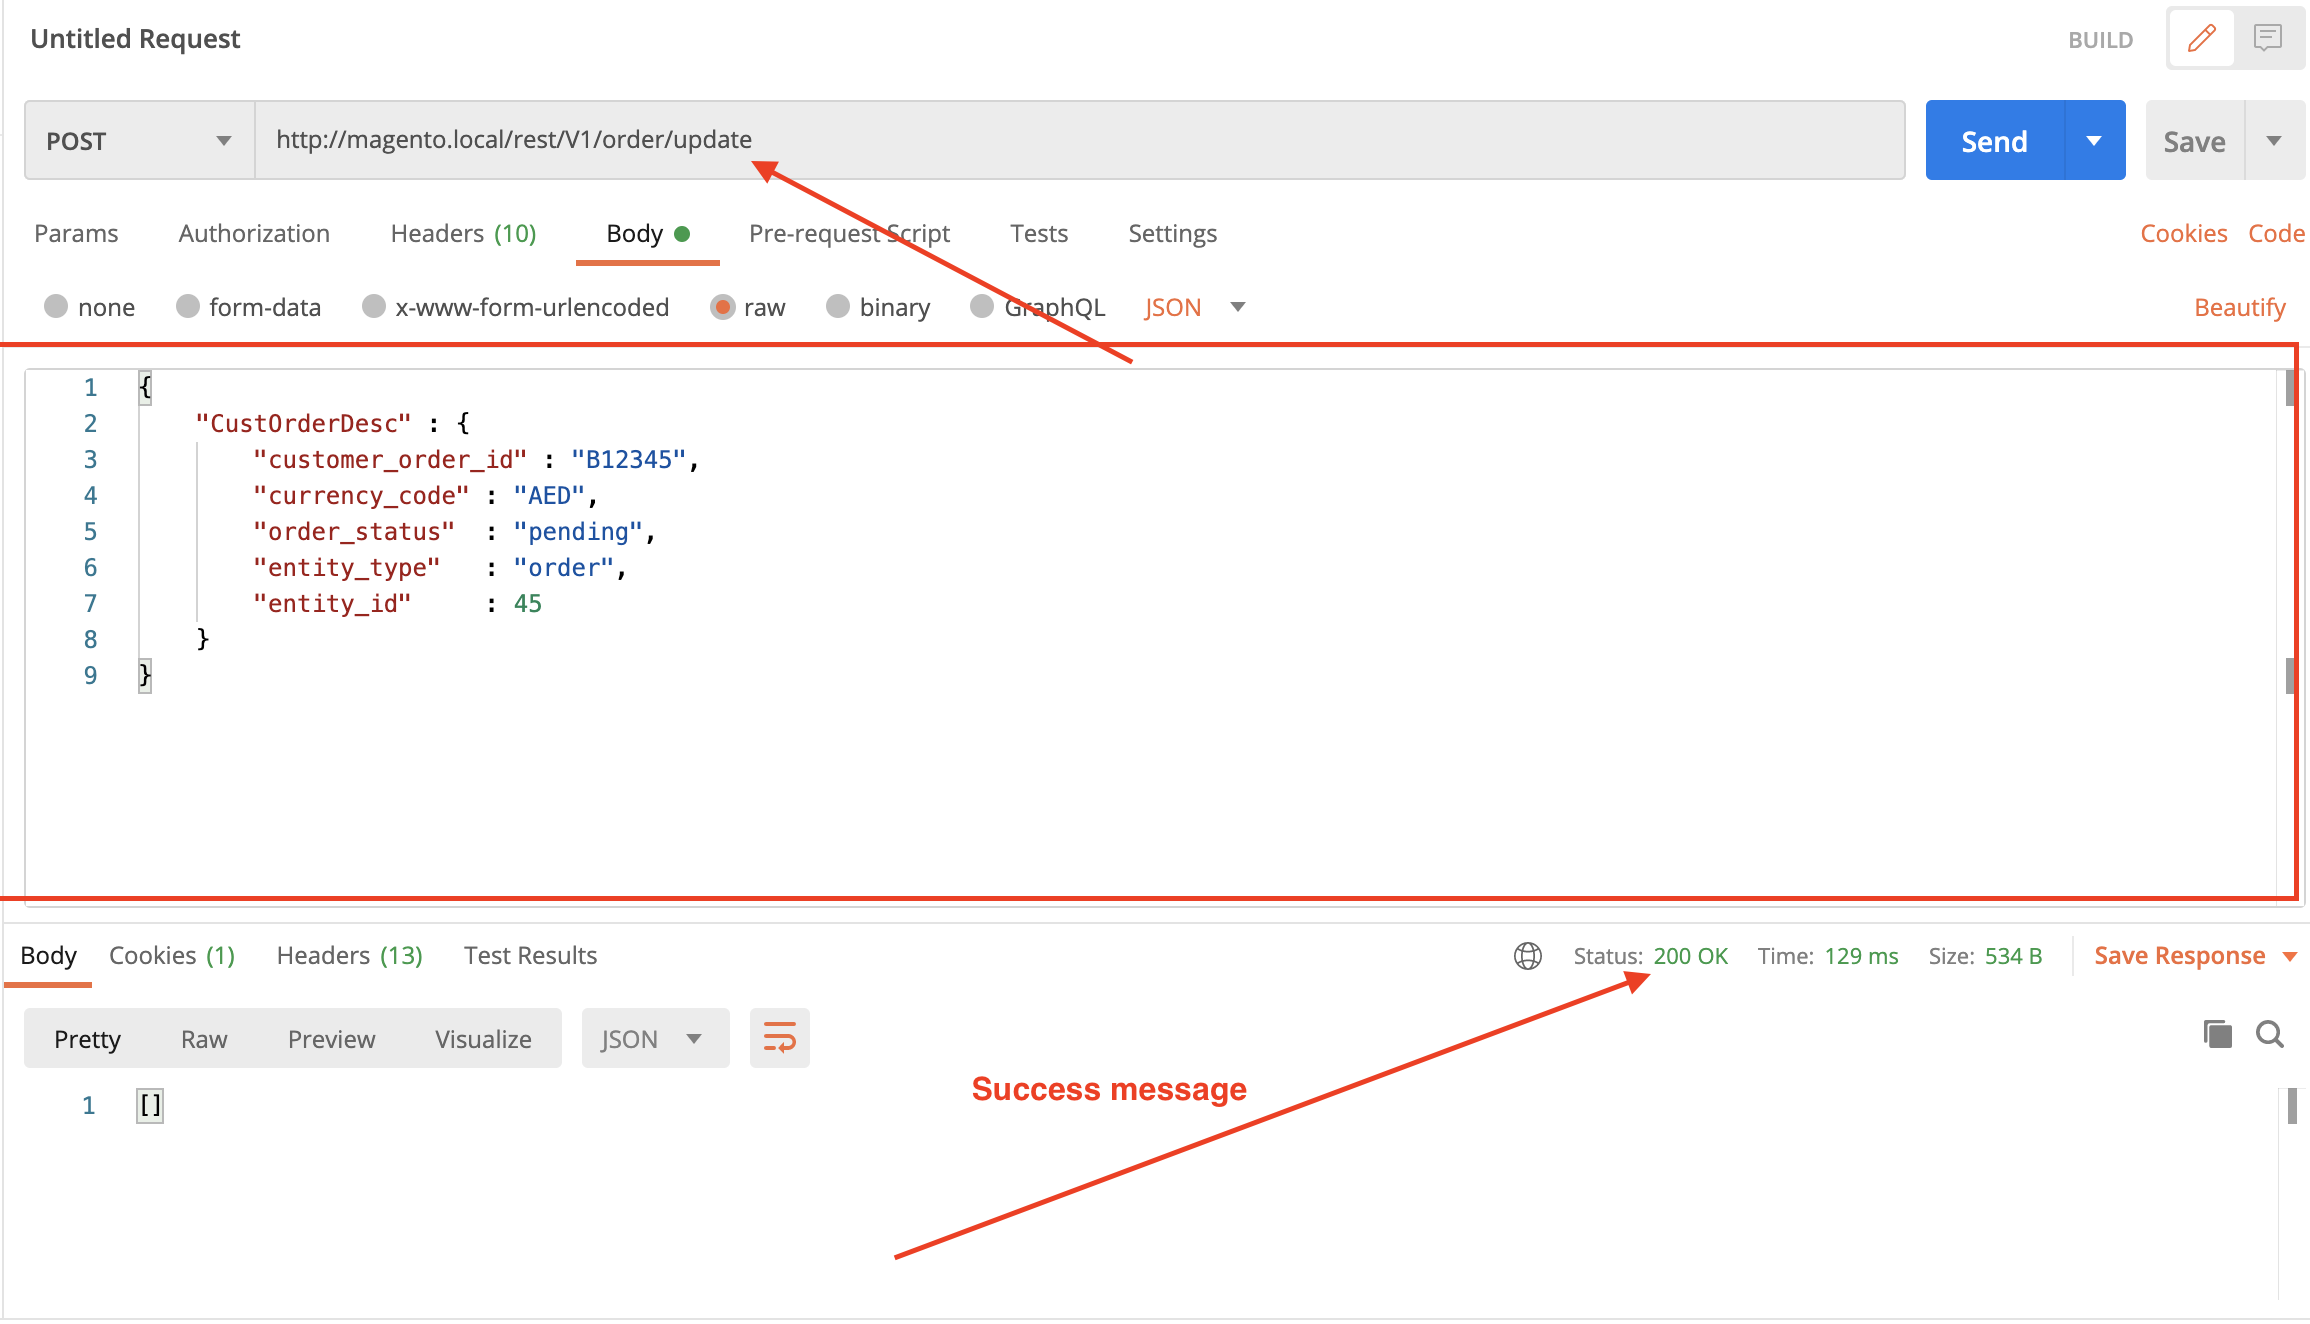 Untitled Request
BUILD
POST
http://magento.local/rest/V1/order/update
Send
Save
Params Authorization Headers (10) Body Pre-request Script Tests Settings Cookies Code
none form-data x-www-form-urlencoded raw binary GraphQL JSON Beautify
1 {
2 "CustOrderDesc" : {
3 "customer_order_id" : "B12345",
4 "currency_code" : "AED",
5 "order_status" : "pending",
6 "entity_type" : "order",
7 "entity_id" : 45
8 }
9 }
Body Cookies (1) Headers (13) Test Results Status: 200 OK Time: 129 ms Size: 534 B Save Response
Pretty Raw Preview Visualize JSON
Success message
1 []